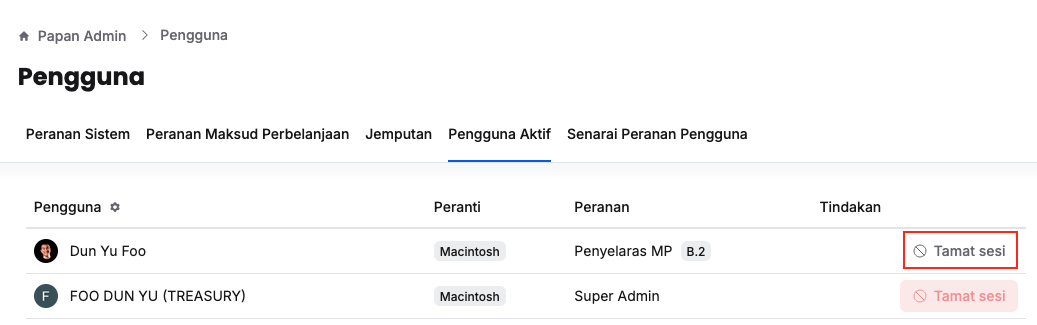 Papan Admin > Pengguna
Pengguna
Peranan Sistem Peranan Maksud Perbelanjaan Jemputan Pengguna Aktif Senarai Peranan Pengguna
Pengguna Peranti Peranan Tindakan
Dun Yu Foo Macintosh Penyelaras MP B.2 Tamat sesi
F FOO DUN YU (TREASURY) Macintosh Super Admin Tamat sesi